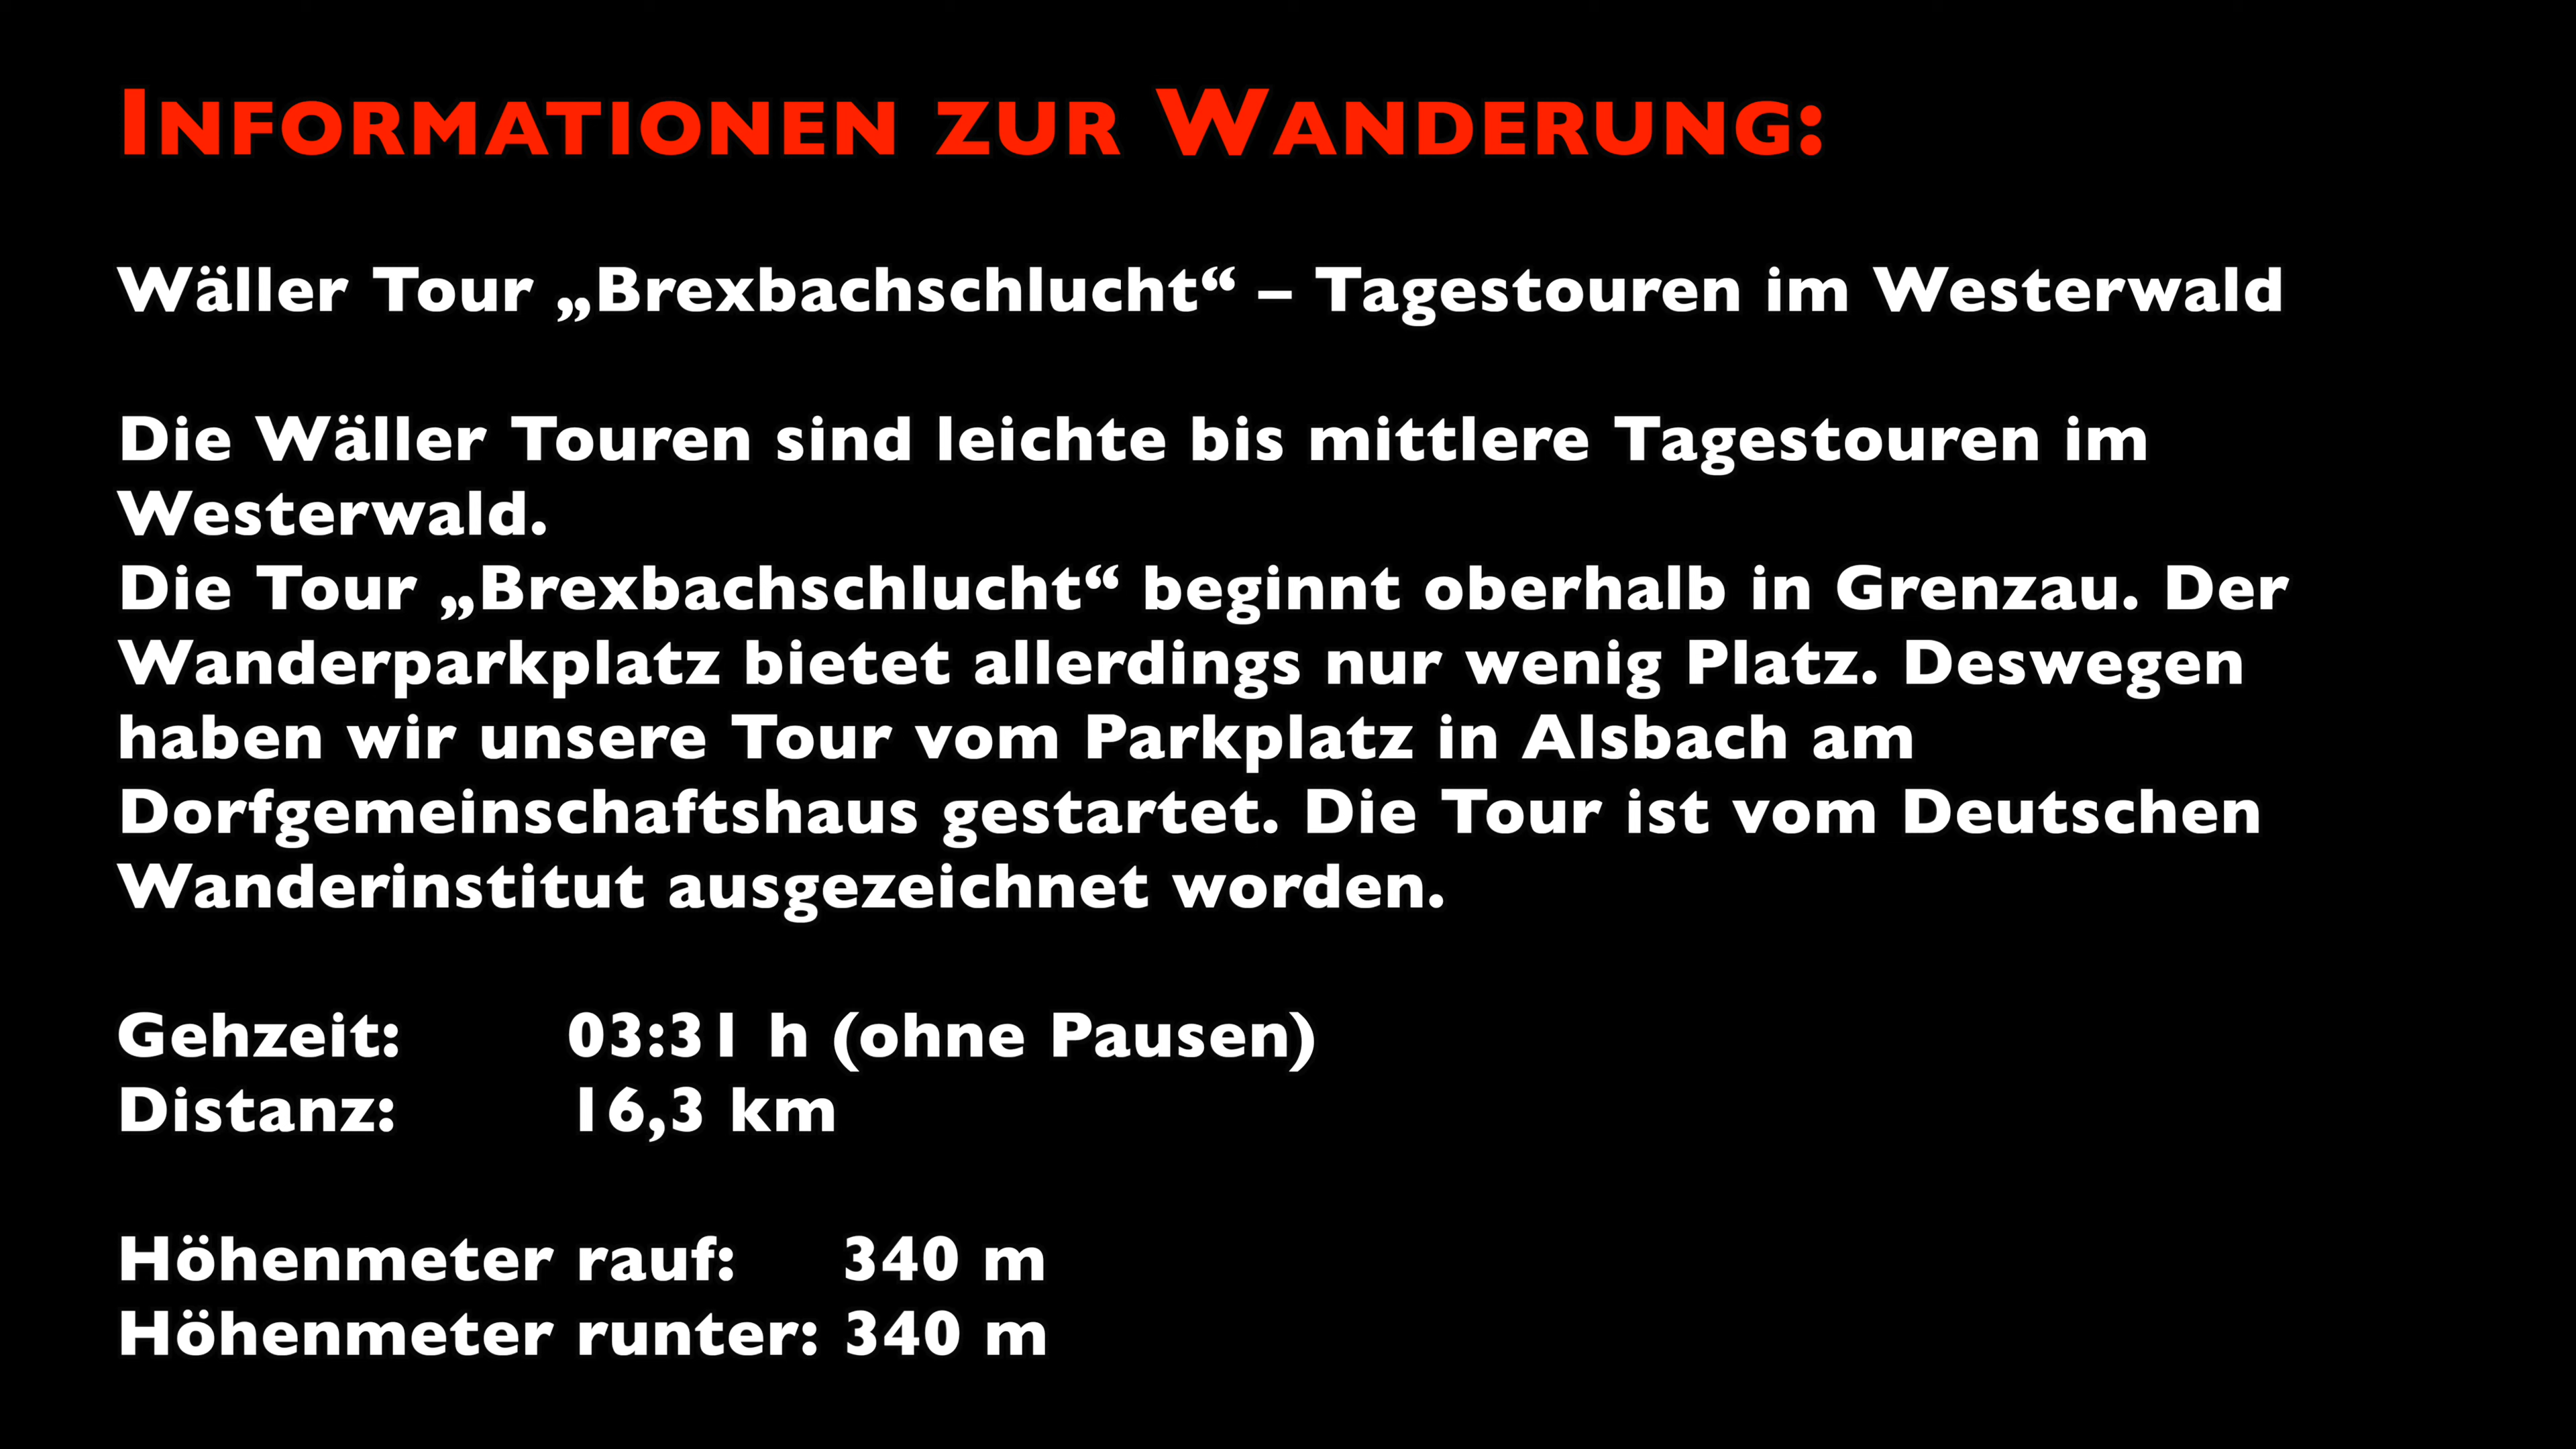 Informationen zur Wanderung:
Wäller Tour „Brexbachschlucht“ – Tagestouren im Westerwald
Die Wäller Touren sind leichte bis mittlere Tagestouren im
Westerwald.
Die Tour „Brexbachschlucht“ beginnt oberhalb in Grenzau. Der
Wanderparkplatz bietet allerdings nur wenig Platz. Deswegen
haben wir unsere Tour vom Parkplatz in Alsbach am
Dorfgemeinschaftshaus gestartet. Die Tour ist vom Deutschen
Wanderinstitut ausgezeichnet worden.
Gehzeit: 03:31 h (ohne Pausen)
Distanz: 16,3 km
Höhenmeter rauf: 340 m
Höhenmeter runter: 340 m